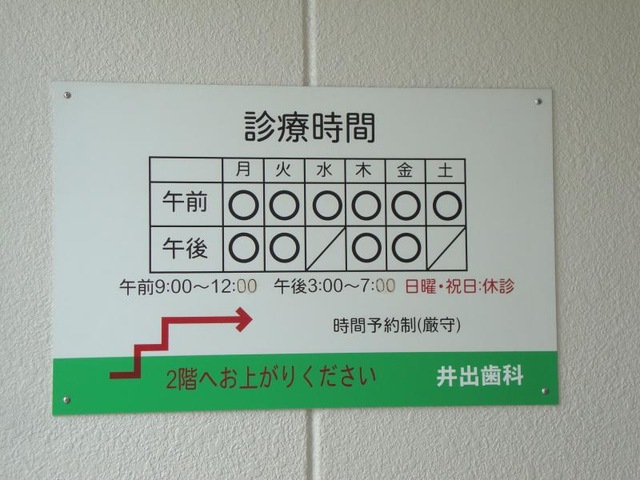 診療時間
月 火 水 木 金 土
午前 ○ ○ ○ ○ ○ ○
午後 ○ ○ ／ ○ ○ ／
午前9:00～12:00 午後3:00～7:00 日曜・祝日:休診
時間予約制(厳守)
2階へお上がりください 井出歯科